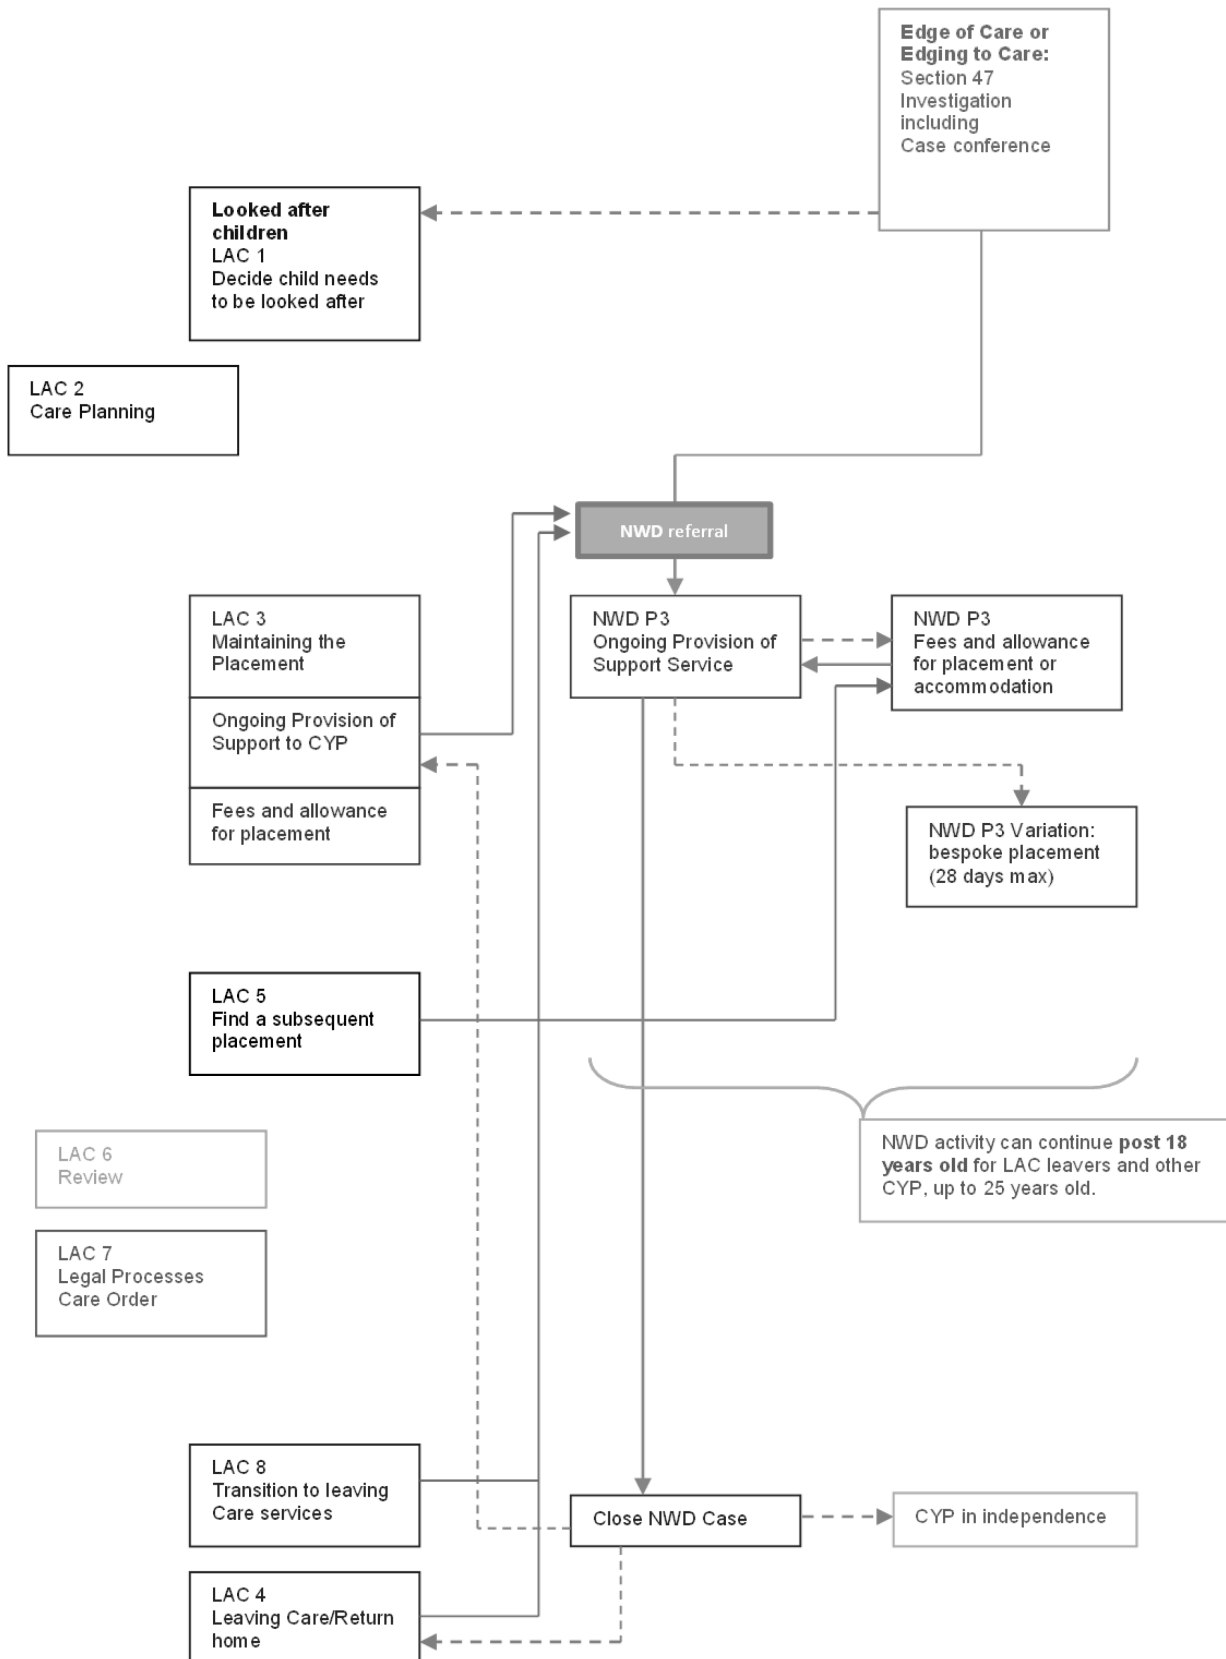 Edge of Care or
Edging to Care:
Section 47
Investigation
including
Case conference
Looked after
children
LAC 1
Decide child needs
to be looked after
LAC 2
Care Planning
NWD referral
LAC 3
Maintaining the
Placement
Ongoing Provision of
Support to CYP
Fees and allowance
for placement
NWD P3
Ongoing Provision of
Support Service
NWD P3
Fees and allowance
for placement or
accommodation
NWD P3 Variation:
bespoke placement
(28 days max)
LAC 5
Find a subsequent
placement
NWD activity can continue post 18
years old for LAC leavers and other
CYP, up to 25 years old.
LAC 6
Review
LAC 7
Legal Processes
Care Order
LAC 8
Transition to leaving
Care services
Close NWD Case
CYP in independence
LAC 4
Leaving Care/Return
home